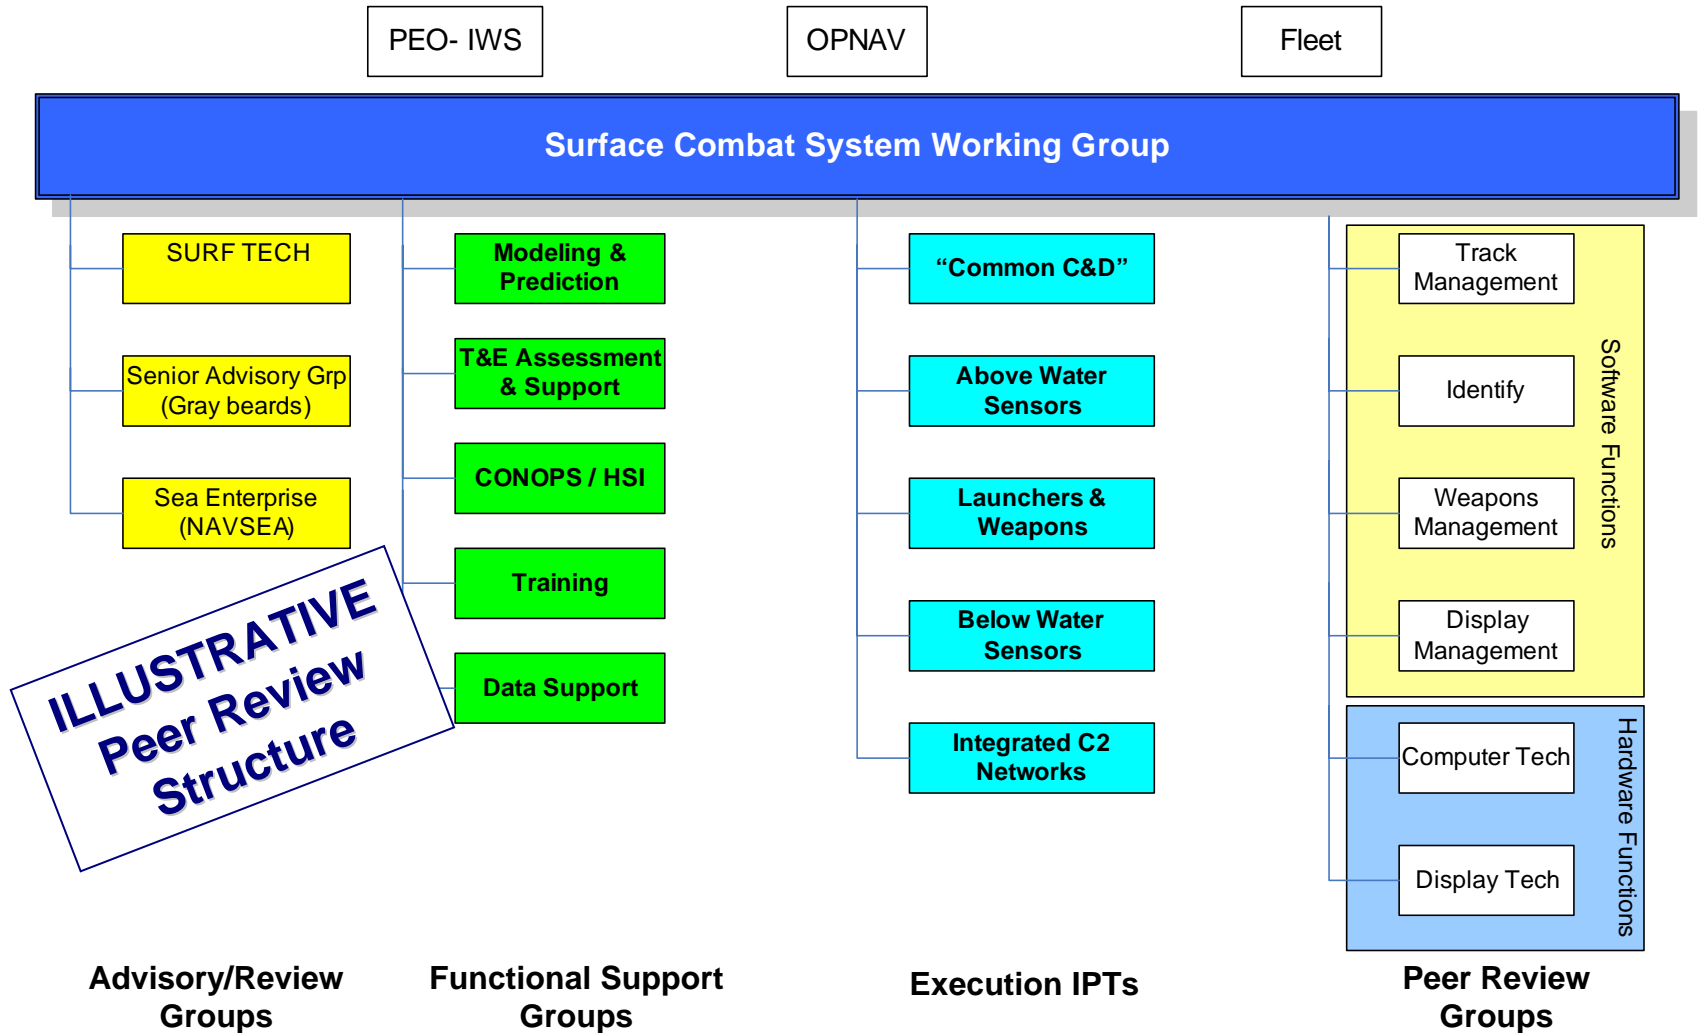 PEO- IWS
OPNAV
Fleet
Surface Combat System Working Group
SURF TECH
Senior Advisory Grp
(Gray beards)
Sea Enterprise
(NAVSEA)
Modeling &
Prediction
T&E Assessment
& Support
CONOPS / HSI
Training
Data Support
“Common C&D”
Above Water
Sensors
Launchers &
Weapons
Below Water
Sensors
Integrated C2
Networks
Track
Management
Identify
Weapons
Management
Display
Management
Software Functions
Computer Tech
Display Tech
Hardware Functions
ILLUSTRATIVE
Peer Review
Structure
Advisory/Review
Groups
Functional Support
Groups
Execution IPTs
Peer Review
Groups